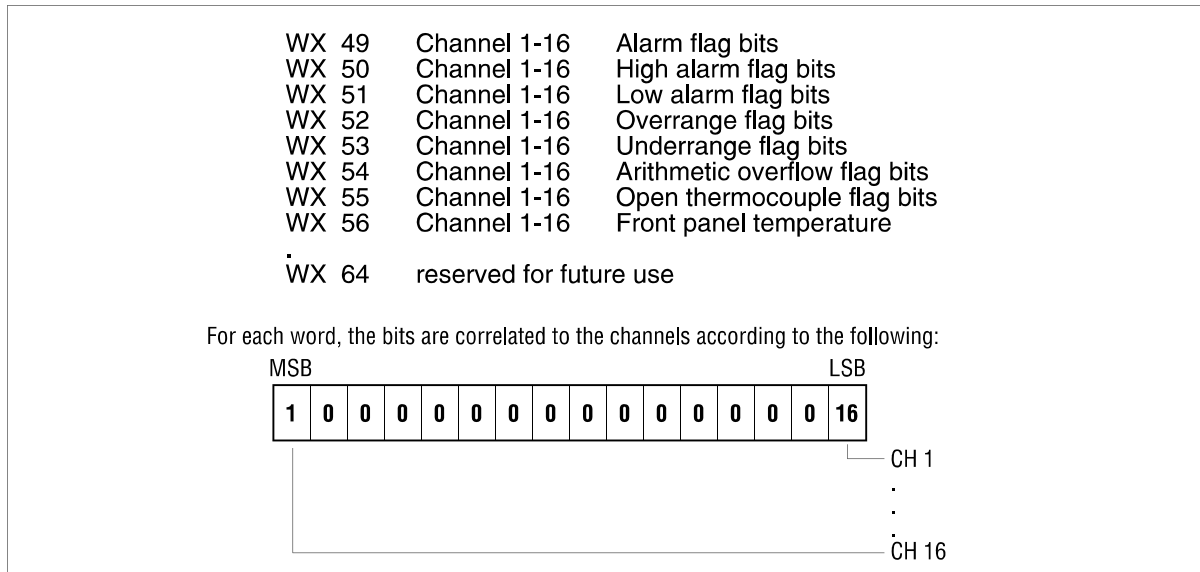 WX 49 Channel 1-16 Alarm flag bits
WX 50 Channel 1-16 High alarm flag bits
WX 51 Channel 1-16 Low alarm flag bits
WX 52 Channel 1-16 Overrange flag bits
WX 53 Channel 1-16 Underrange flag bits
WX 54 Channel 1-16 Arithmetic overflow flag bits
WX 55 Channel 1-16 Open thermocouple flag bits
WX 56 Channel 1-16 Front panel temperature
.
WX 64 reserved for future use
For each word, the bits are correlated to the channels according to the following:
MSB LSB
1 0 0 0 0 0 0 0 0 0 0 0 0 0 0 16
CH 1
.
.
.
CH 16